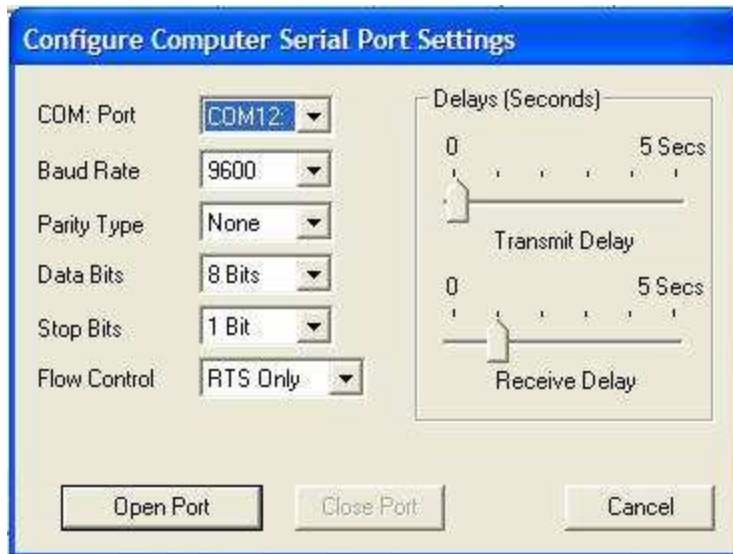 Configure Computer Serial Port Settings
COM: Port
COM12:
Baud Rate
9600
Parity Type
None
Data Bits
8 Bits
Stop Bits
1 Bit
Flow Control
RTS Only
Delays (Seconds)
0 5 Secs
Transmit Delay
0 5 Secs
Receive Delay
Open Port
Close Port
Cancel